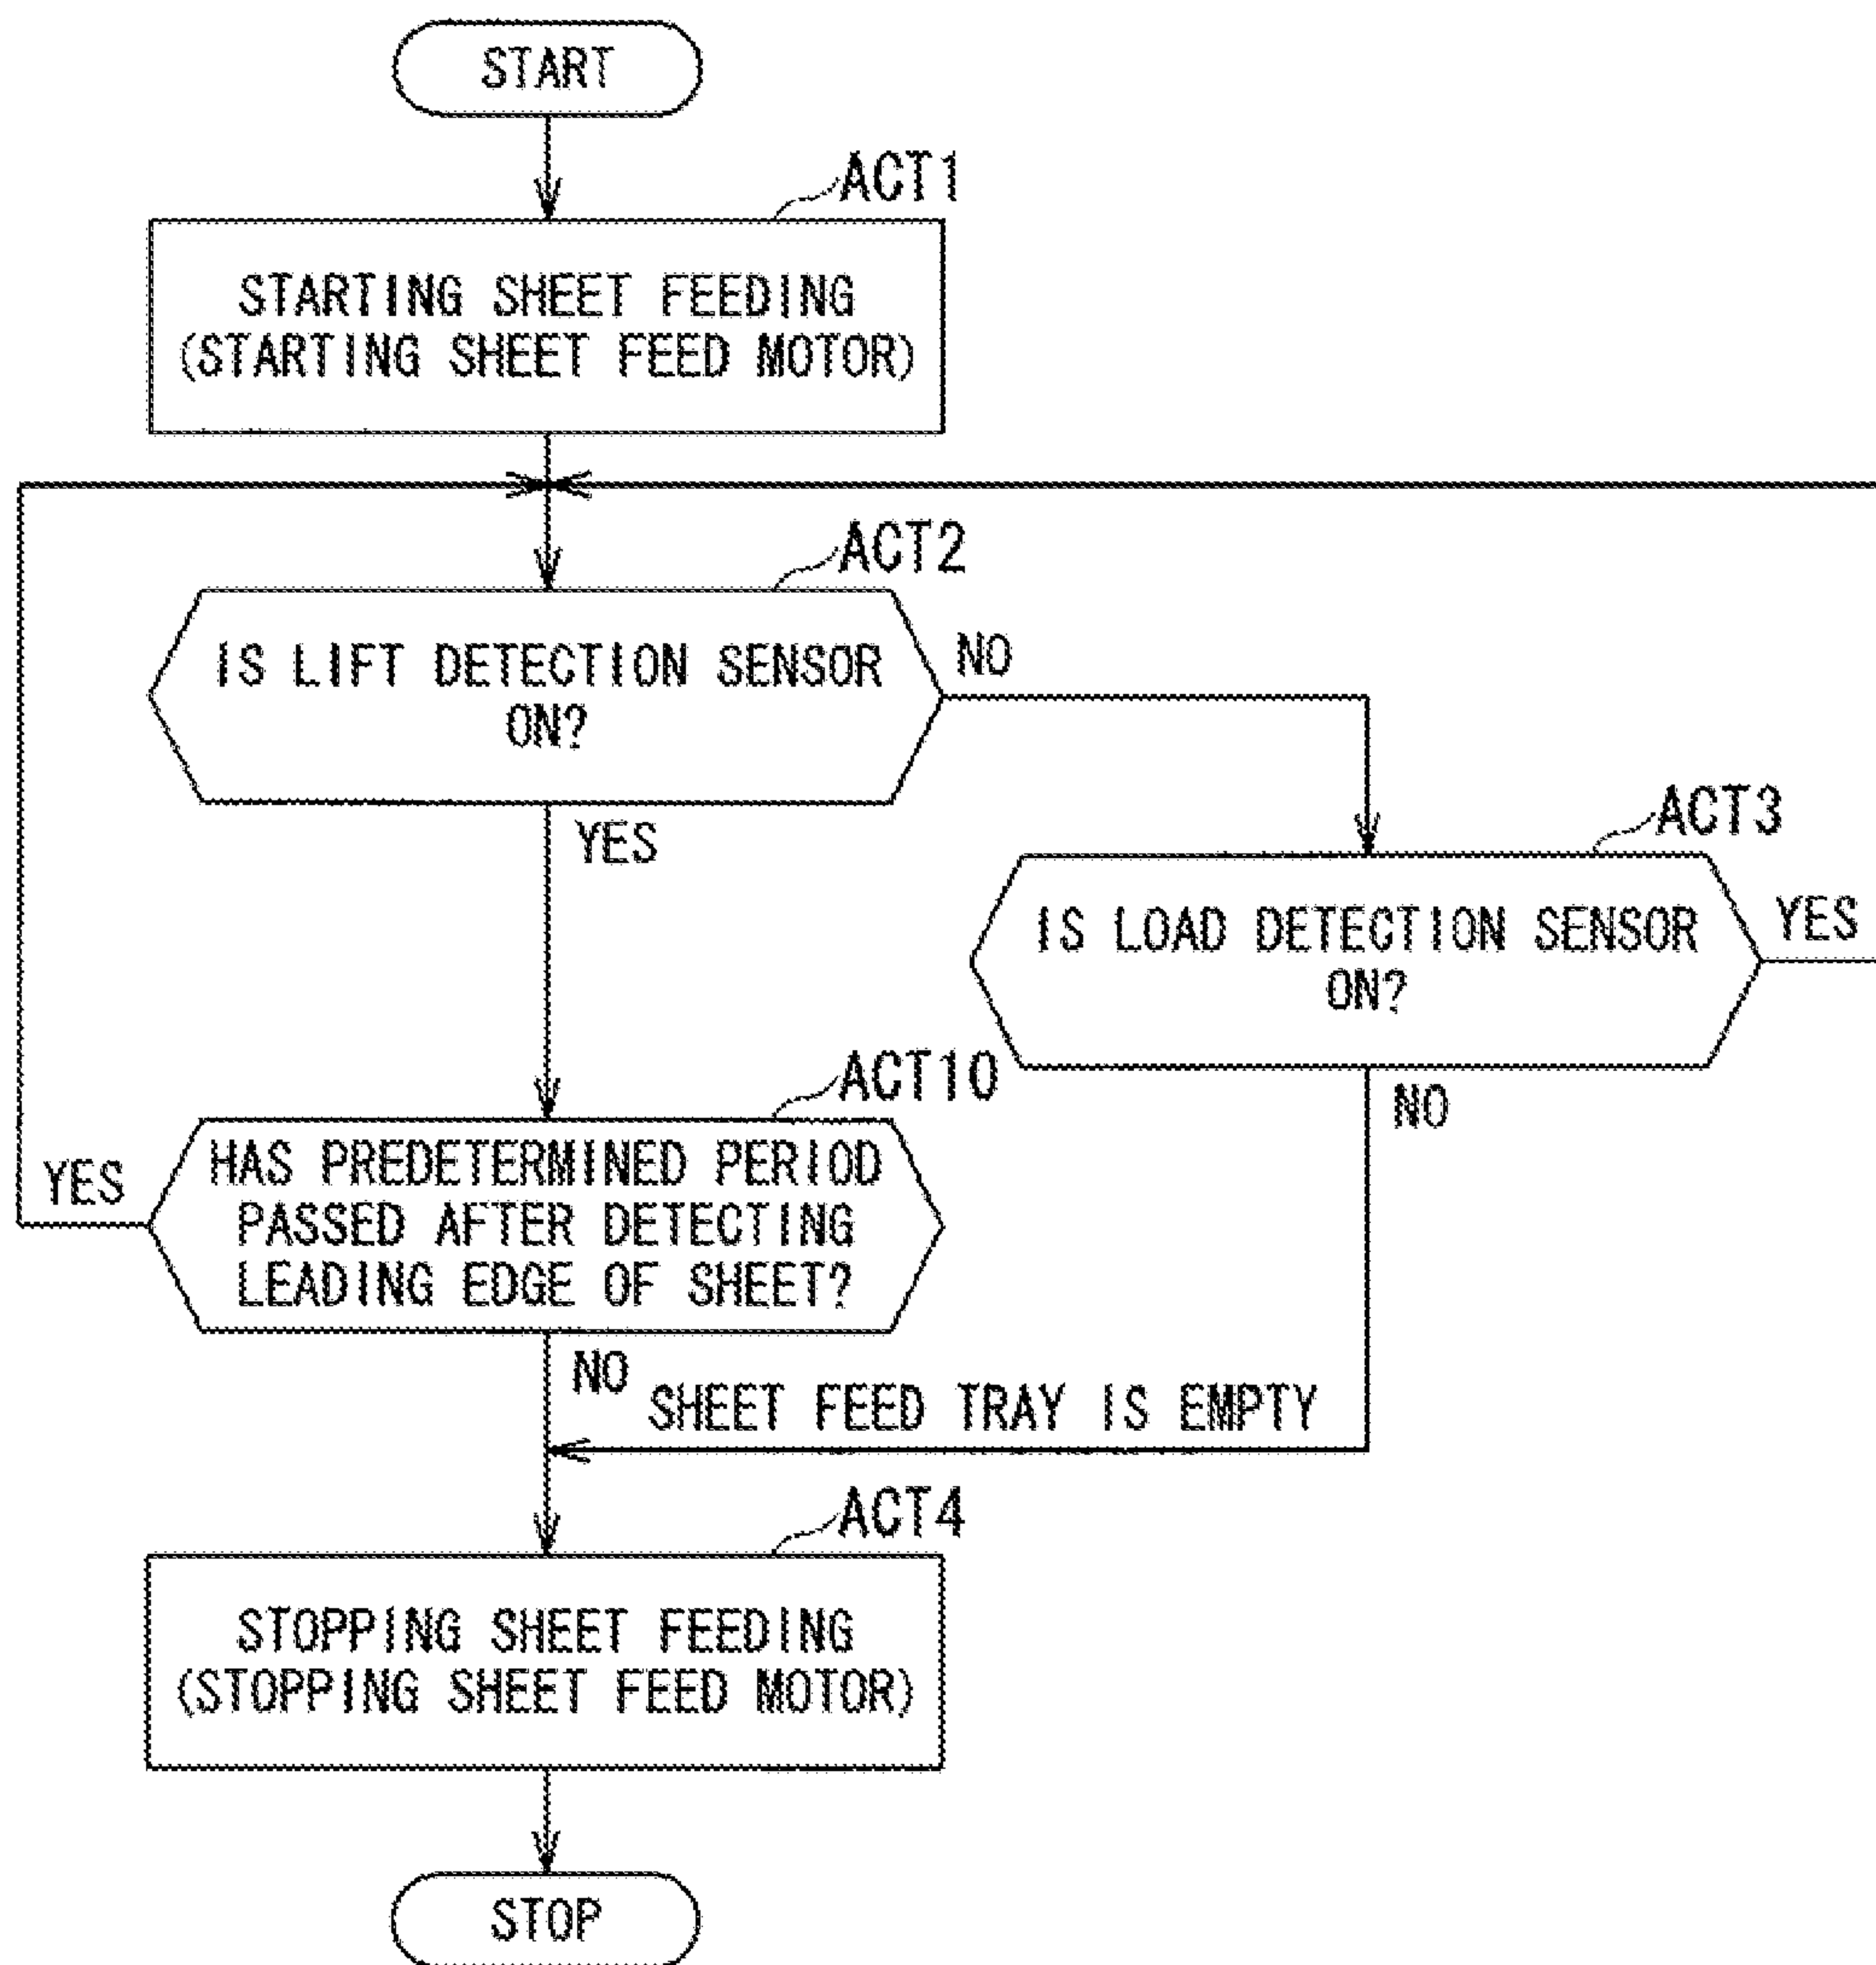 START
ACT1
STARTING SHEET FEEDING
(STARTING SHEET FEED MOTOR)
ACT2
IS LIFT DETECTION SENSOR
ON?
NO
YES
ACT3
IS LOAD DETECTION SENSOR
ON?
YES
NO
ACT10
HAS PREDETERMINED PERIOD
PASSED AFTER DETECTING
LEADING EDGE OF SHEET?
YES
NO
SHEET FEED TRAY IS EMPTY
ACT4
STOPPING SHEET FEEDING
(STOPPING SHEET FEED MOTOR)
STOP